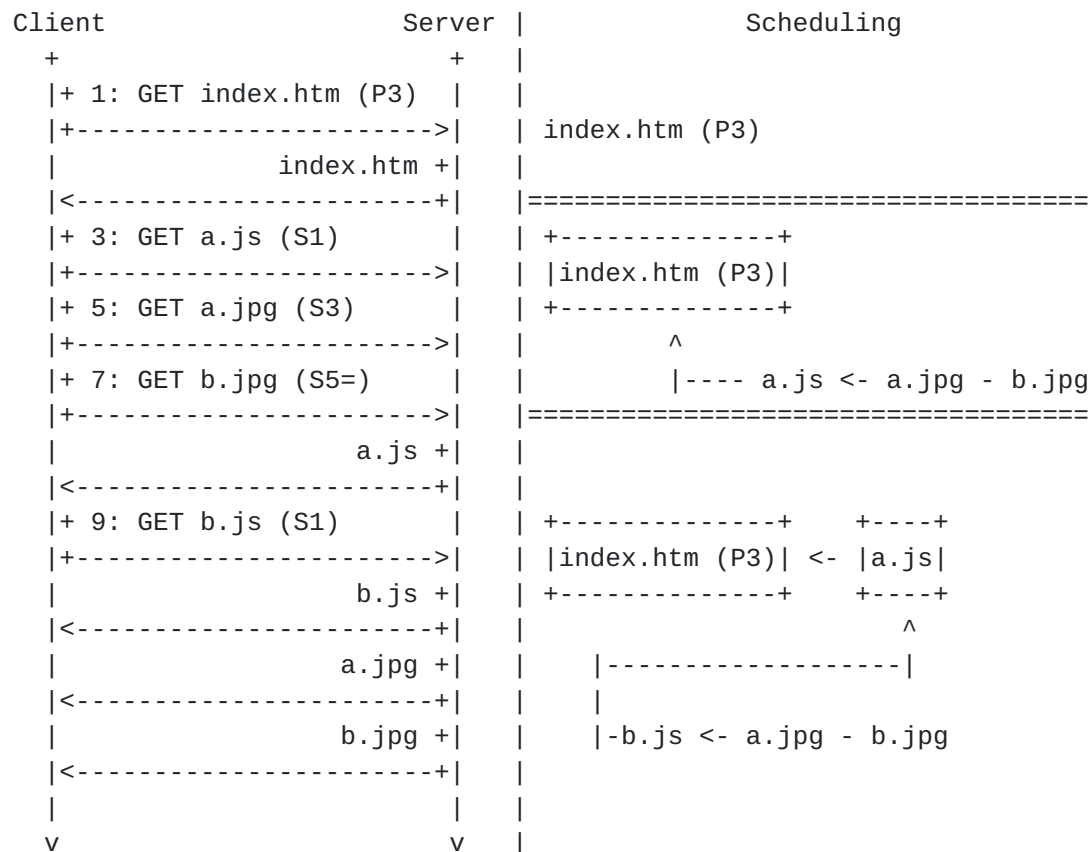 Client                   Server |              Scheduling
  +                         +   |
  |+ 1: GET index.htm (P3)  |   |
  |+----------------------->|   | index.htm (P3)
  |              index.htm +|   |
  |<-----------------------+|   |====================================
  |+ 3: GET a.js (S1)       |   | +--------------+
  |+----------------------->|   | |index.htm (P3)|
  |+ 5: GET a.jpg (S3)      |   | +--------------+
  |+----------------------->|   |         ^
  |+ 7: GET b.jpg (S5=)     |   |         |---- a.js <- a.jpg - b.jpg
  |+----------------------->|   |====================================
  |                   a.js +|   |
  |<-----------------------+|   |
  |+ 9: GET b.js (S1)       |   | +--------------+    +----+
  |+----------------------->|   | |index.htm (P3)| <- |a.js|
  |                   b.js +|   | +--------------+    +----+
  |<-----------------------+|   |                        ^
  |                  a.jpg +|   |    |-------------------|
  |<-----------------------+|   |    |
  |                  b.jpg +|   |    |-b.js <- a.jpg - b.jpg
  |<-----------------------+|   |
  |                         |   |
  v                         v   |